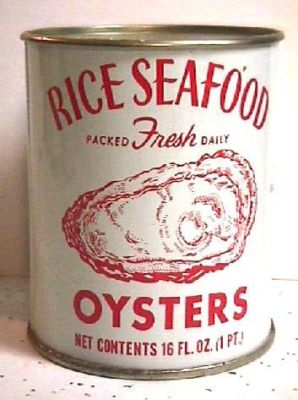 RICE SEAFOOD
PACKED Fresh DAILY
OYSTERS
NET CONTENTS 16 FL. OZ. (1 PT.)